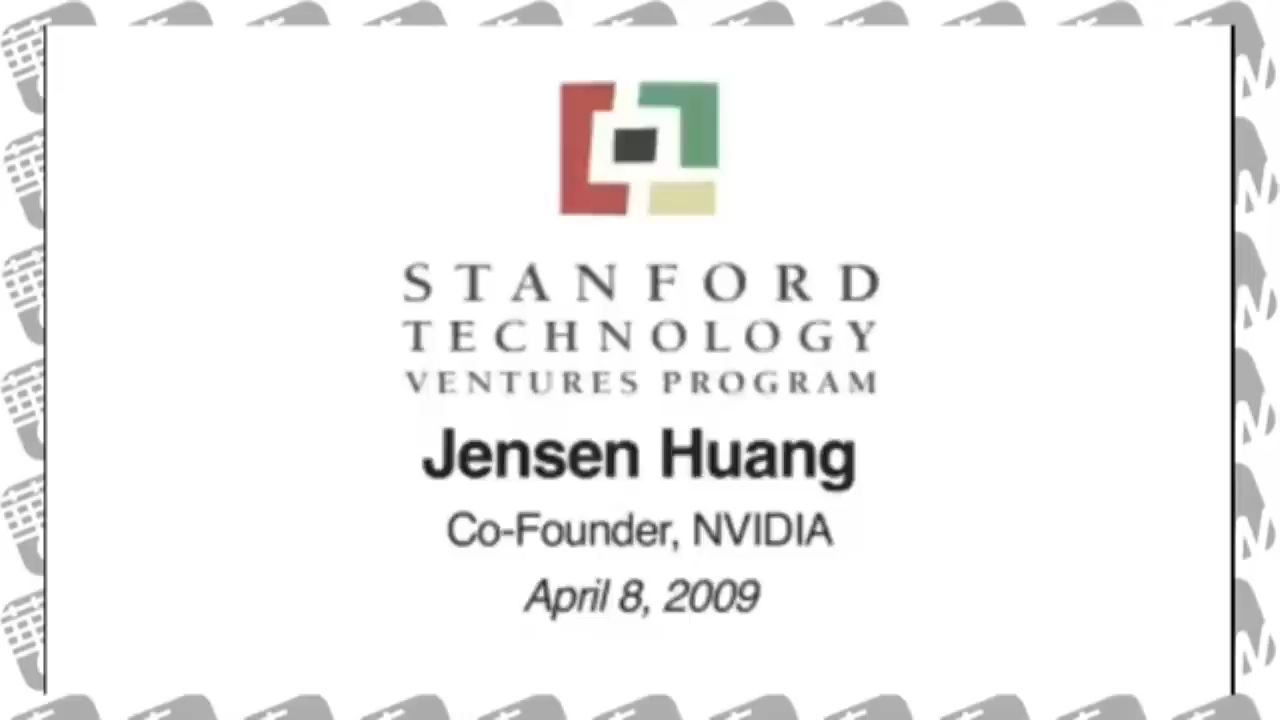 STANFORD
TECHNOLOGY
VENTURES PROGRAM
Jensen Huang
Co-Founder, NVIDIA
April 8, 2009